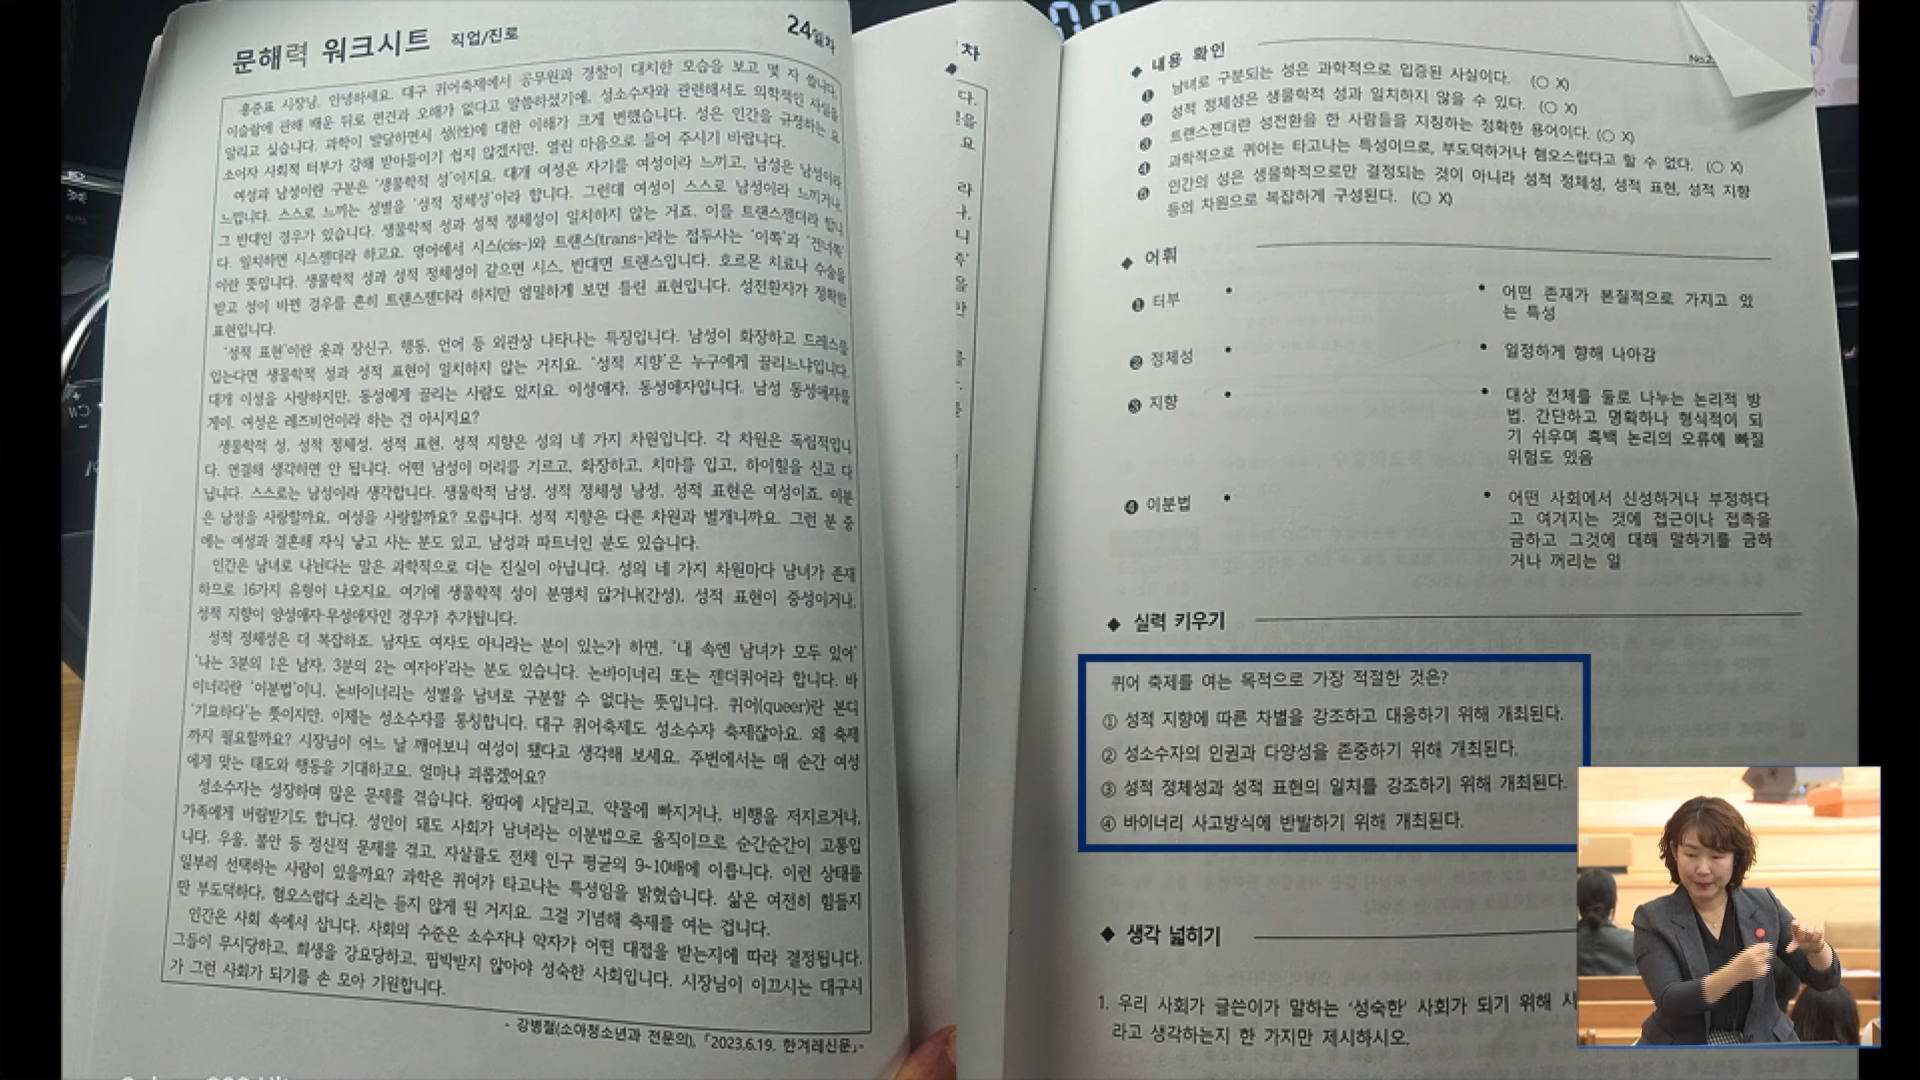 문해력 워크시트 직업/진로
24일차
홍준표 시장님, 안녕하세요. 대구 퀴어축제에서 공무원과 경찰이 대치한 모습을 보고 몇 자 씁니다.
이슬람에 관해 배운 뒤로 편견과 오해가 없다고 말씀하셨기에, 성소수자와 관련해서도 의학적인 사실을
알리고 싶습니다. 과학이 발달하면서 성(性)에 대한 이해가 크게 변했습니다. 성은 인간을 규정하는 요
소이자 사회적 터부가 강해 받아들이기 쉽지 않겠지만, 열린 마음으로 들어 주시기 바랍니다.
여성과 남성이란 구분은 '생물학적 성'이지요. 대개 여성은 자기를 여성이라 느끼고, 남성은 남성이라
느낍니다. 스스로 느끼는 성별을 '성적 정체성'이라 합니다. 그런데 여성이 스스로 남성이라 느끼거나,
그 반대인 경우가 있습니다. 생물학적 성과 성적 정체성이 일치하지 않는 거죠. 이를 트랜스젠더라 합니
다. 일치하면 시스젠더라 하고요. 영어에서 시스(cis-)와 트랜스(trans-)라는 접두사는 '이쪽'과 '건너쪽'
이란 뜻입니다. 생물학적 성과 성적 정체성이 같으면 시스, 반대면 트랜스입니다. 호르몬 치료나 수술을
받고 성이 바뀐 경우를 흔히 트랜스젠더라 하지만 엄밀하게 보면 틀린 표현입니다. 성전환자가 정확한
표현입니다.
'성적 표현'이란 옷과 장신구, 행동, 언어 등 외관상 나타나는 특징입니다. 남성이 화장하고 드레스를
입는다면 생물학적 성과 성적 표현이 일치하지 않는 거지요. '성적 지향'은 누구에게 끌리느냐입니다.
대개 이성을 사랑하지만, 동성에게 끌리는 사람도 있지요. 이성애자, 동성애자입니다. 남성 동성애자를
게이, 여성은 레즈비언이라 하는 건 아시지요?
생물학적 성, 성적 정체성, 성적 표현, 성적 지향은 성의 네 가지 차원입니다. 각 차원은 독립적입니
다. 연결해 생각하면 안 됩니다. 어떤 남성이 머리를 기르고, 화장하고, 치마를 입고, 하이힐을 신고 다
닙니다. 스스로는 남성이라 생각합니다. 생물학적 남성, 성적 정체성 남성, 성적 표현은 여성이죠. 이분
은 남성을 사랑할까요, 여성을 사랑할까요? 모릅니다. 성적 지향은 다른 차원과 별개니까요. 그런 분 중
에는 여성과 결혼해 자식 낳고 사는 분도 있고, 남성과 파트너인 분도 있습니다.
인간은 남녀로 나뉜다는 말은 과학적으로 더는 진실이 아닙니다. 성의 네 가지 차원마다 남녀가 존재
하므로 16가지 유형이 나오지요. 여기에 생물학적 성이 분명치 않거나(간성), 성적 표현이 중성이거나,
성적 지향이 양성애자·무성애자인 경우가 추가됩니다.
성적 정체성은 더 복잡하죠. 남자도 여자도 아니라는 분이 있는가 하면, '내 속엔 남녀가 모두 있어'
'나는 3분의 1은 남자, 3분의 2는 여자야'라는 분도 있습니다. 논바이너리 또는 젠더퀴어라 합니다. 바
이너리란 '이분법'이니, 논바이너리는 성별을 남녀로 구분할 수 없다는 뜻입니다. 퀴어(queer)란 본디
'기묘하다'는 뜻이지만, 이제는 성소수자를 통칭합니다. 대구 퀴어축제도 성소수자 축제잖아요. 왜 축제
까지 필요할까요? 시장님이 어느 날 깨어보니 여성이 됐다고 생각해 보세요. 주변에서는 매 순간 여성
에게 맞는 태도와 행동을 기대하고요. 얼마나 괴롭겠어요?
성소수자는 성장하며 많은 문제를 겪습니다. 왕따에 시달리고, 약물에 빠지거나, 비행을 저지르거나,
가족에게 버림받기도 합니다. 성인이 돼도 사회가 남녀라는 이분법으로 움직이므로 순간순간이 고통입
니다. 우울, 불안 등 정신적 문제를 겪고, 자살률도 전체 인구 평균의 9~10배에 이릅니다. 이런 상태를
일부러 선택하는 사람이 있을까요? 과학은 퀴어가 타고나는 특성임을 밝혔습니다. 삶은 여전히 힘들지
만 부도덕하다, 혐오스럽다 소리는 듣지 않게 된 거지요. 그걸 기념해 축제를 여는 겁니다.
인간은 사회 속에서 삽니다. 사회의 수준은 소수자나 약자가 어떤 대접을 받는지에 따라 결정됩니다.
그들이 무시당하고, 희생을 강요당하고, 핍박받지 않아야 성숙한 사회입니다. 시장님이 이끄시는 대구시
가 그런 사회가 되기를 손 모아 기원합니다.
- 강병철(소아청소년과 전문의), 「2023.6.19. 한겨레신문」-
차
다.
요
라
니
을
◆ 내용 확인
❶ 남녀로 구분되는 성은 과학적으로 입증된 사실이다. (○ X)
❷ 성적 정체성은 생물학적 성과 일치하지 않을 수 있다. (○ X)
❸ 트랜스젠더란 성전환을 한 사람들을 지칭하는 정확한 용어이다. (○ X)
❹ 과학적으로 퀴어는 타고나는 특성이므로, 부도덕하거나 혐오스럽다고 할 수 없다. (○ X)
❺ 인간의 성은 생물학적으로만 결정되는 것이 아니라 성적 정체성, 성적 표현, 성적 지향
등의 차원으로 복잡하게 구성된다. (○ X)
◆ 어휘
❶ 터부 • • 어떤 존재가 본질적으로 가지고 있
는 특성
❷ 정체성 • • 일정하게 향해 나아감
❸ 지향 • • 대상 전체를 둘로 나누는 논리적 방
법. 간단하고 명확하나 형식적이 되
기 쉬우며 흑백 논리의 오류에 빠질
위험도 있음
❹ 이분법 • • 어떤 사회에서 신성하거나 부정하다
고 여겨지는 것에 접근이나 접촉을
금하고 그것에 대해 말하기를 금하
거나 꺼리는 일
◆ 실력 키우기
퀴어 축제를 여는 목적으로 가장 적절한 것은?
① 성적 지향에 따른 차별을 강조하고 대응하기 위해 개최된다.
② 성소수자의 인권과 다양성을 존중하기 위해 개최된다.
③ 성적 정체성과 성적 표현의 일치를 강조하기 위해 개최된다.
④ 바이너리 사고방식에 반발하기 위해 개최된다.
◆ 생각 넓히기
1. 우리 사회가 글쓴이가 말하는 '성숙한' 사회가 되기 위해
라고 생각하는지 한 가지만 제시하시오.